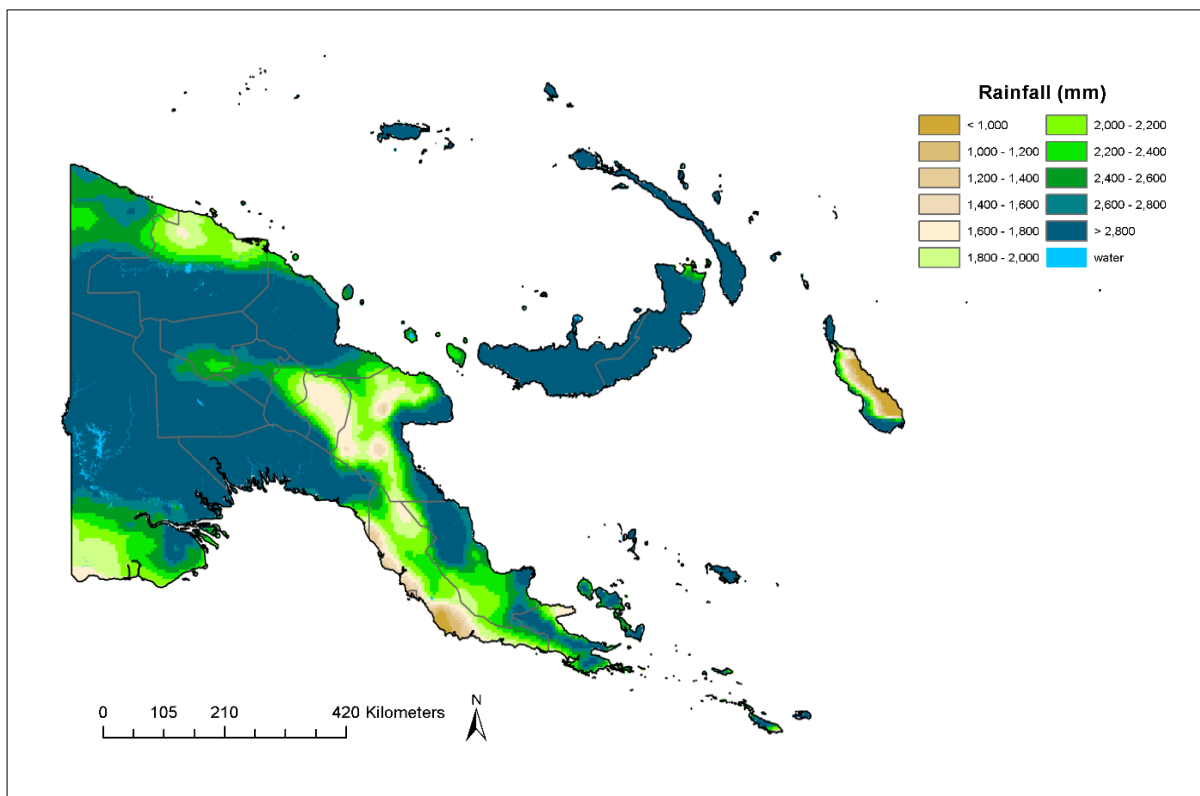 Rainfall (mm)
< 1,000
1,000 - 1,200
1,200 - 1,400
1,400 - 1,600
1,600 - 1,800
1,800 - 2,000
2,000 - 2,200
2,200 - 2,400
2,400 - 2,600
2,600 - 2,800
> 2,800
water
0 105 210 420 Kilometers
N